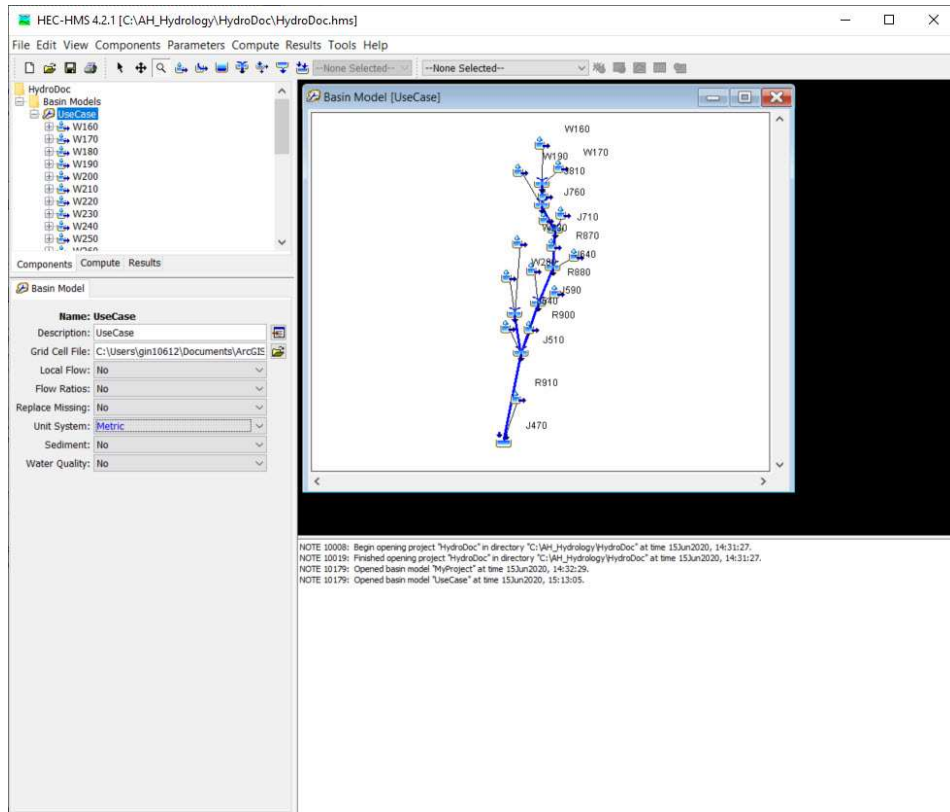 HEC-HMS 4.2.1 [C:\AH_Hydrology\HydroDoc\HydroDoc.hms]
File Edit View Components Parameters Compute Results Tools Help
--None Selected-- --None Selected--
HydroDoc
Basin Models
UseCase
W160
W170
W180
W190
W200
W210
W220
W230
W240
W250
W260
Components Compute Results
Basin Model
Name: UseCase
Description: UseCase
Grid Cell File: C:\Users\gin10612\Documents\ArcGIS
Local Flow: No
Flow Ratios: No
Replace Missing: No
Unit System: Metric
Sediment: No
Water Quality: No
Basin Model [UseCase]
W160
W190 W170
J810
J760
J710
R870
J640
R880
J590
R900
J510
R910
J470
NOTE 10008: Begin opening project "HydroDoc" in directory "C:\AH_Hydrology\HydroDoc" at time 15Jun2020, 14:31:27.
NOTE 10019: Finished opening project "HydroDoc" in directory "C:\AH_Hydrology\HydroDoc" at time 15Jun2020, 14:31:27.
NOTE 10179: Opened basin model "MyProject" at time 15Jun2020, 14:32:29.
NOTE 10179: Opened basin model "UseCase" at time 15Jun2020, 15:13:05.